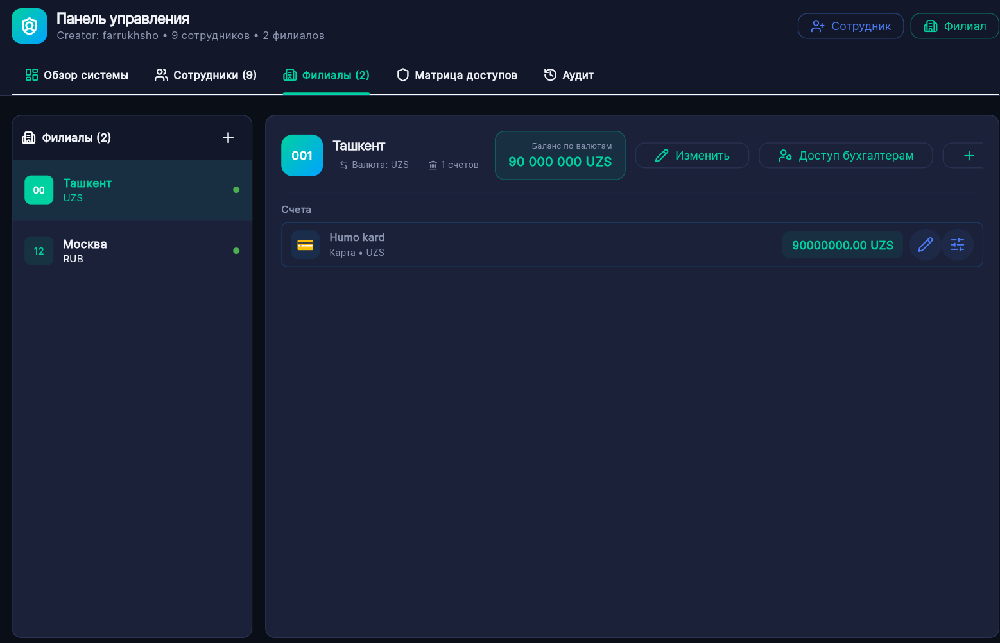 Панель управления
Creator: farrukhsho • 9 сотрудников • 2 филиалов
Сотрудник
Филиал
Обзор системы
Сотрудники (9)
Филиалы (2)
Матрица доступов
Аудит
Филиалы (2)
00
Ташкент
UZS
12
Москва
RUB
001
Ташкент
Валюта: UZS
1 счетов
Баланс по валютам
90 000 000 UZS
Изменить
Доступ бухгалтерам
Счета
Humo kard
Карта • UZS
90000000.00 UZS